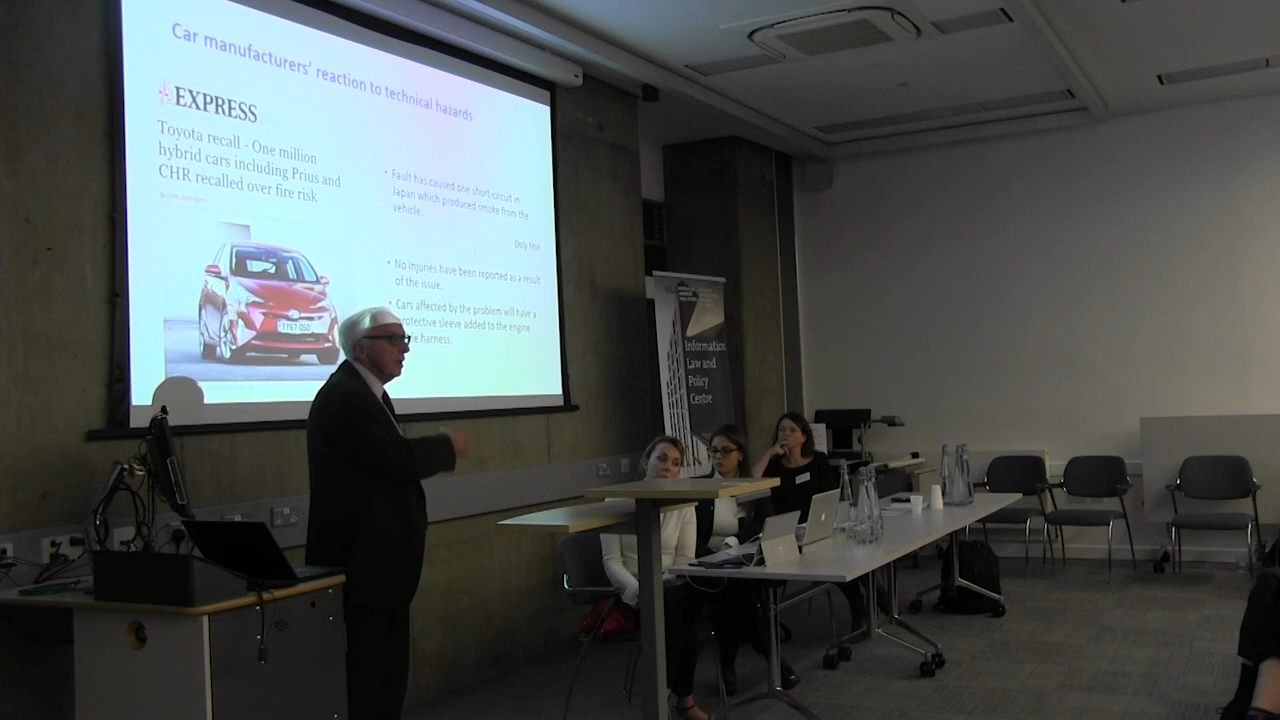 Car manufacturers' reaction to technical hazards
EXPRESS
Toyota recall - One million
hybrid cars including Prius and
CHR recalled over fire risk
• Fault has caused one short-circuit in
Japan which produced smoke from the
vehicle.
Daily Mail
• No injuries have been reported as a result
of the issue.
• Cars affected by the problem will have a
protective sleeve added to the engine
harness.
Information
Law and
Policy
Centre